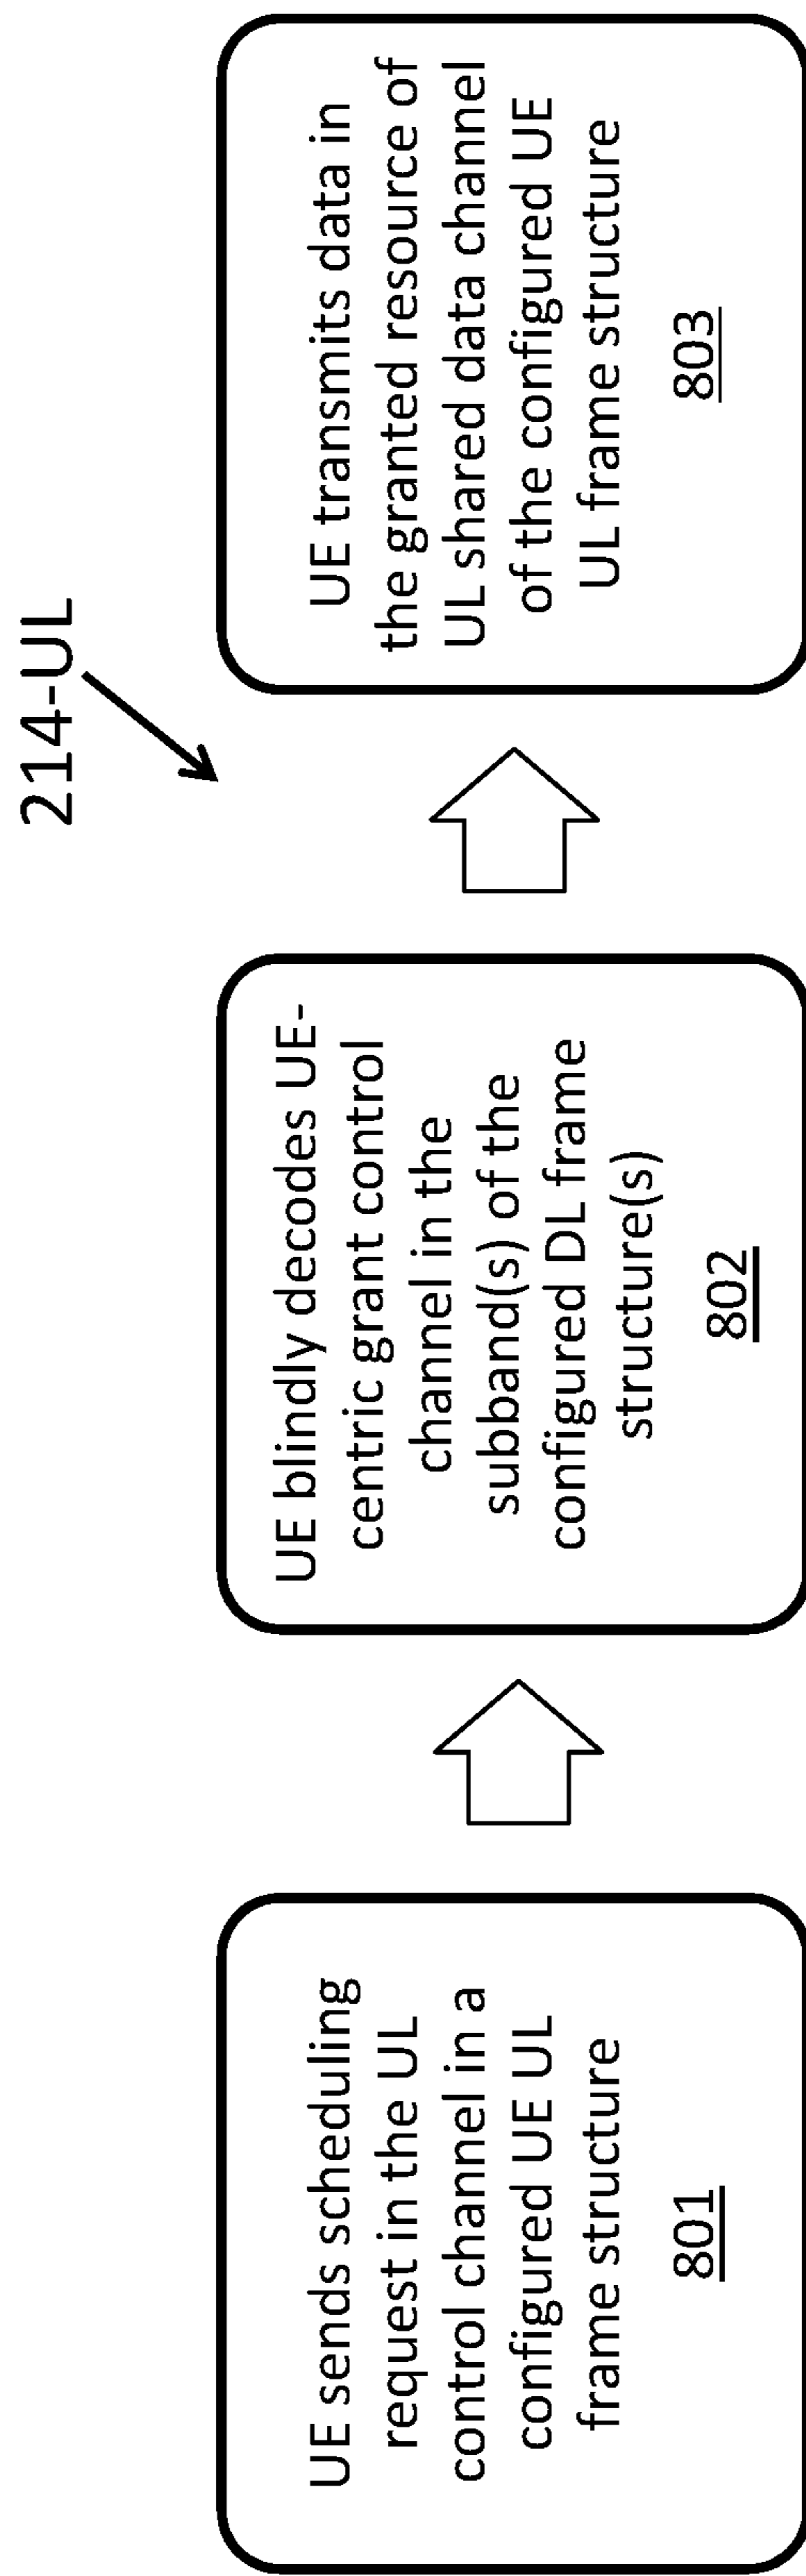 214-UL
UE sends scheduling
request in the UL
control channel in a
configured UE UL
frame structure
801
UE blindly decodes UE-
centric grant control
channel in the
subband(s) of the
configured DL frame
structure(s)
802
UE transmits data in
the granted resource of
UL shared data channel
of the configured UE
UL frame structure
803